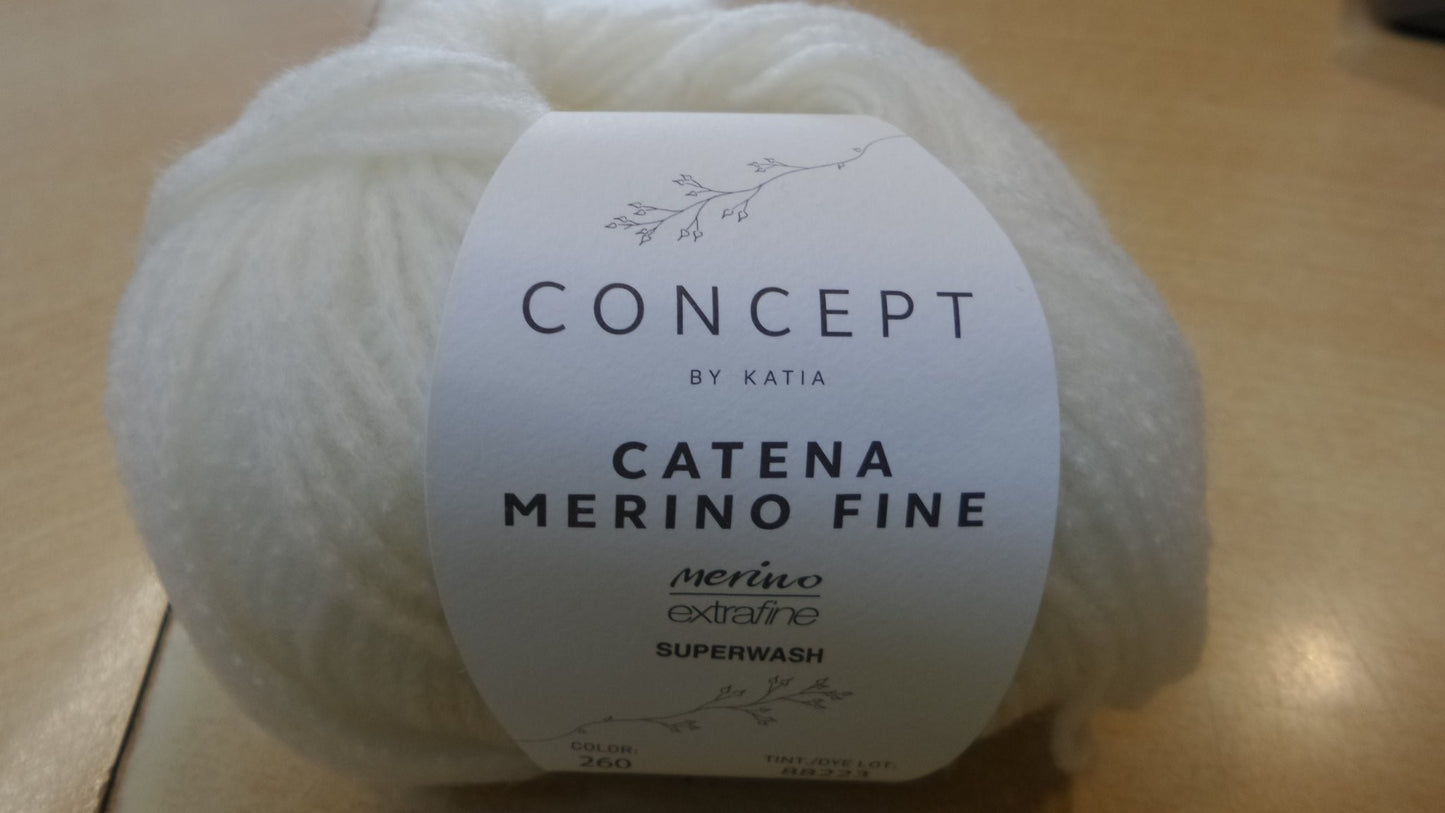 CONCEPT
BY KATIA
CATENA
MERINO FINE
merino
extrafine
SUPERWASH
COLOR:
260
TINT./DYE LOT:
88223